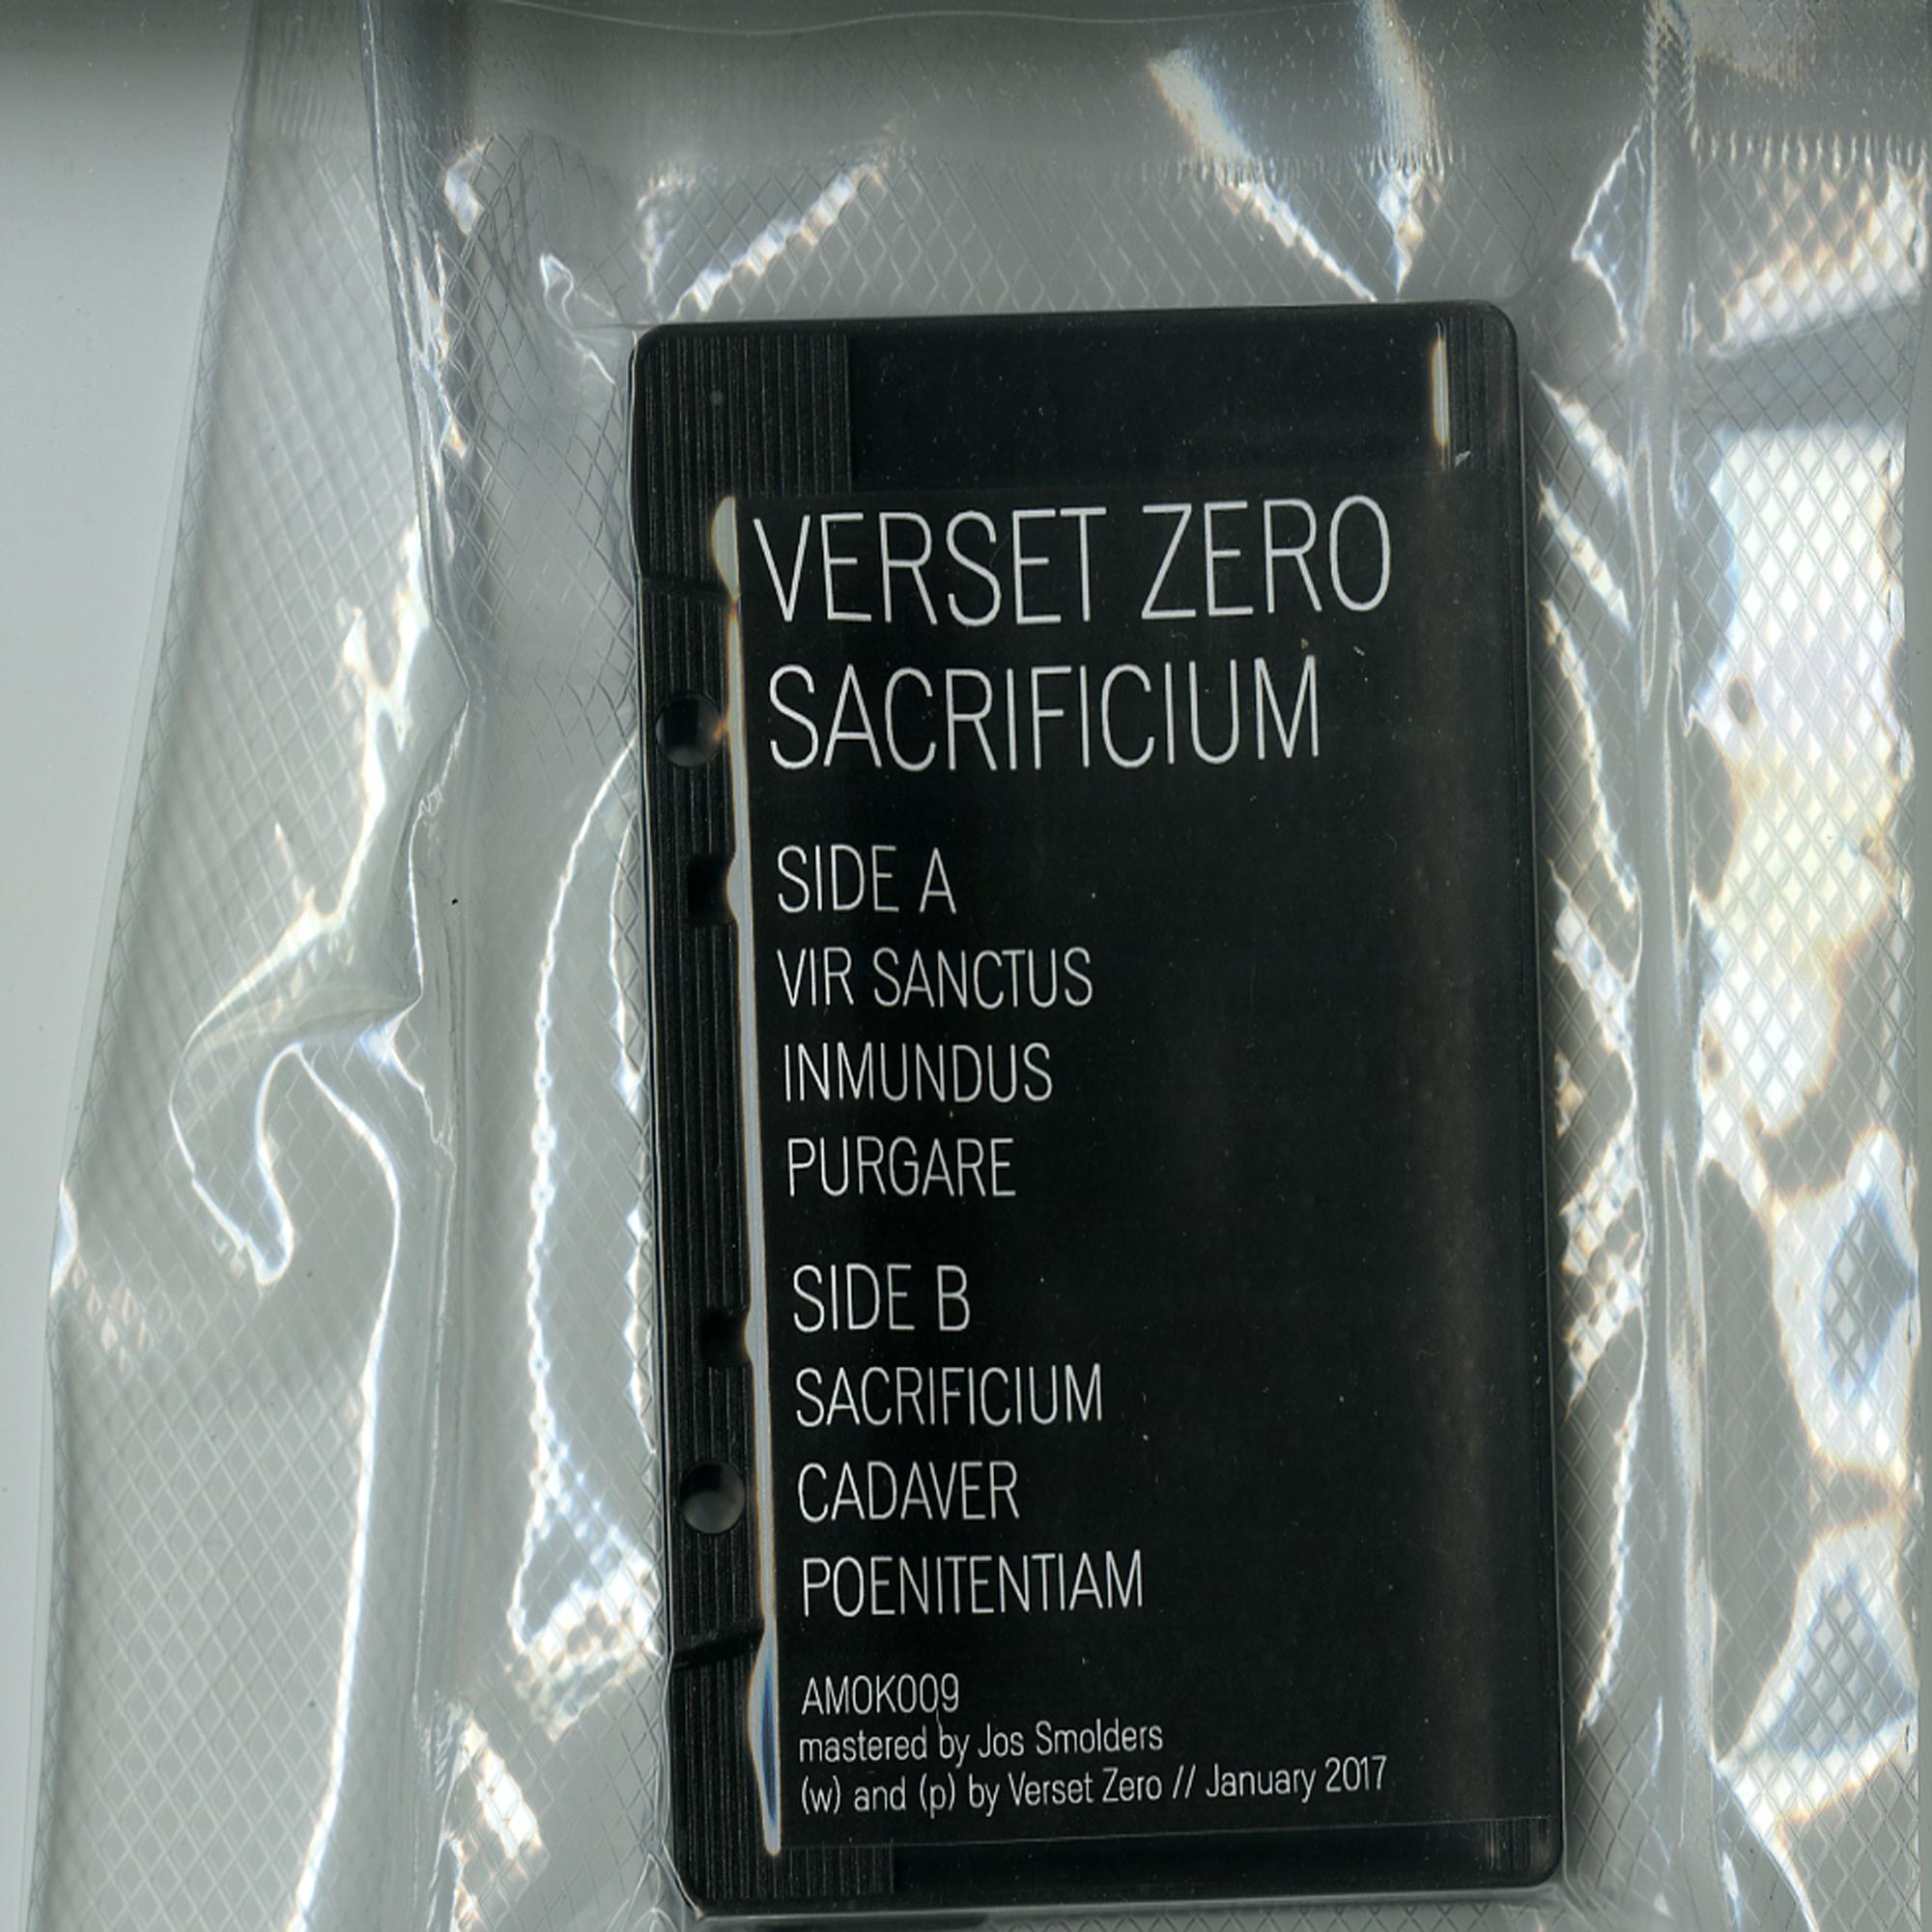 VERSET ZERO
SACRIFICIUM
SIDE A
VIR SANCTUS
INMUNDUS
PURGARE
SIDE B
SACRIFICIUM
CADAVER
POENITENTIAM
AMOK009
mastered by Jos Smolders
(w) and (p) by Verset Zero // January 2017